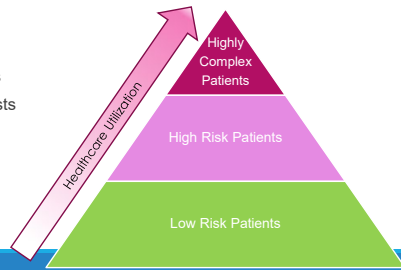 Highly
Complex
Patients
Healthcare Utilization
High Risk Patients
Low Risk Patients